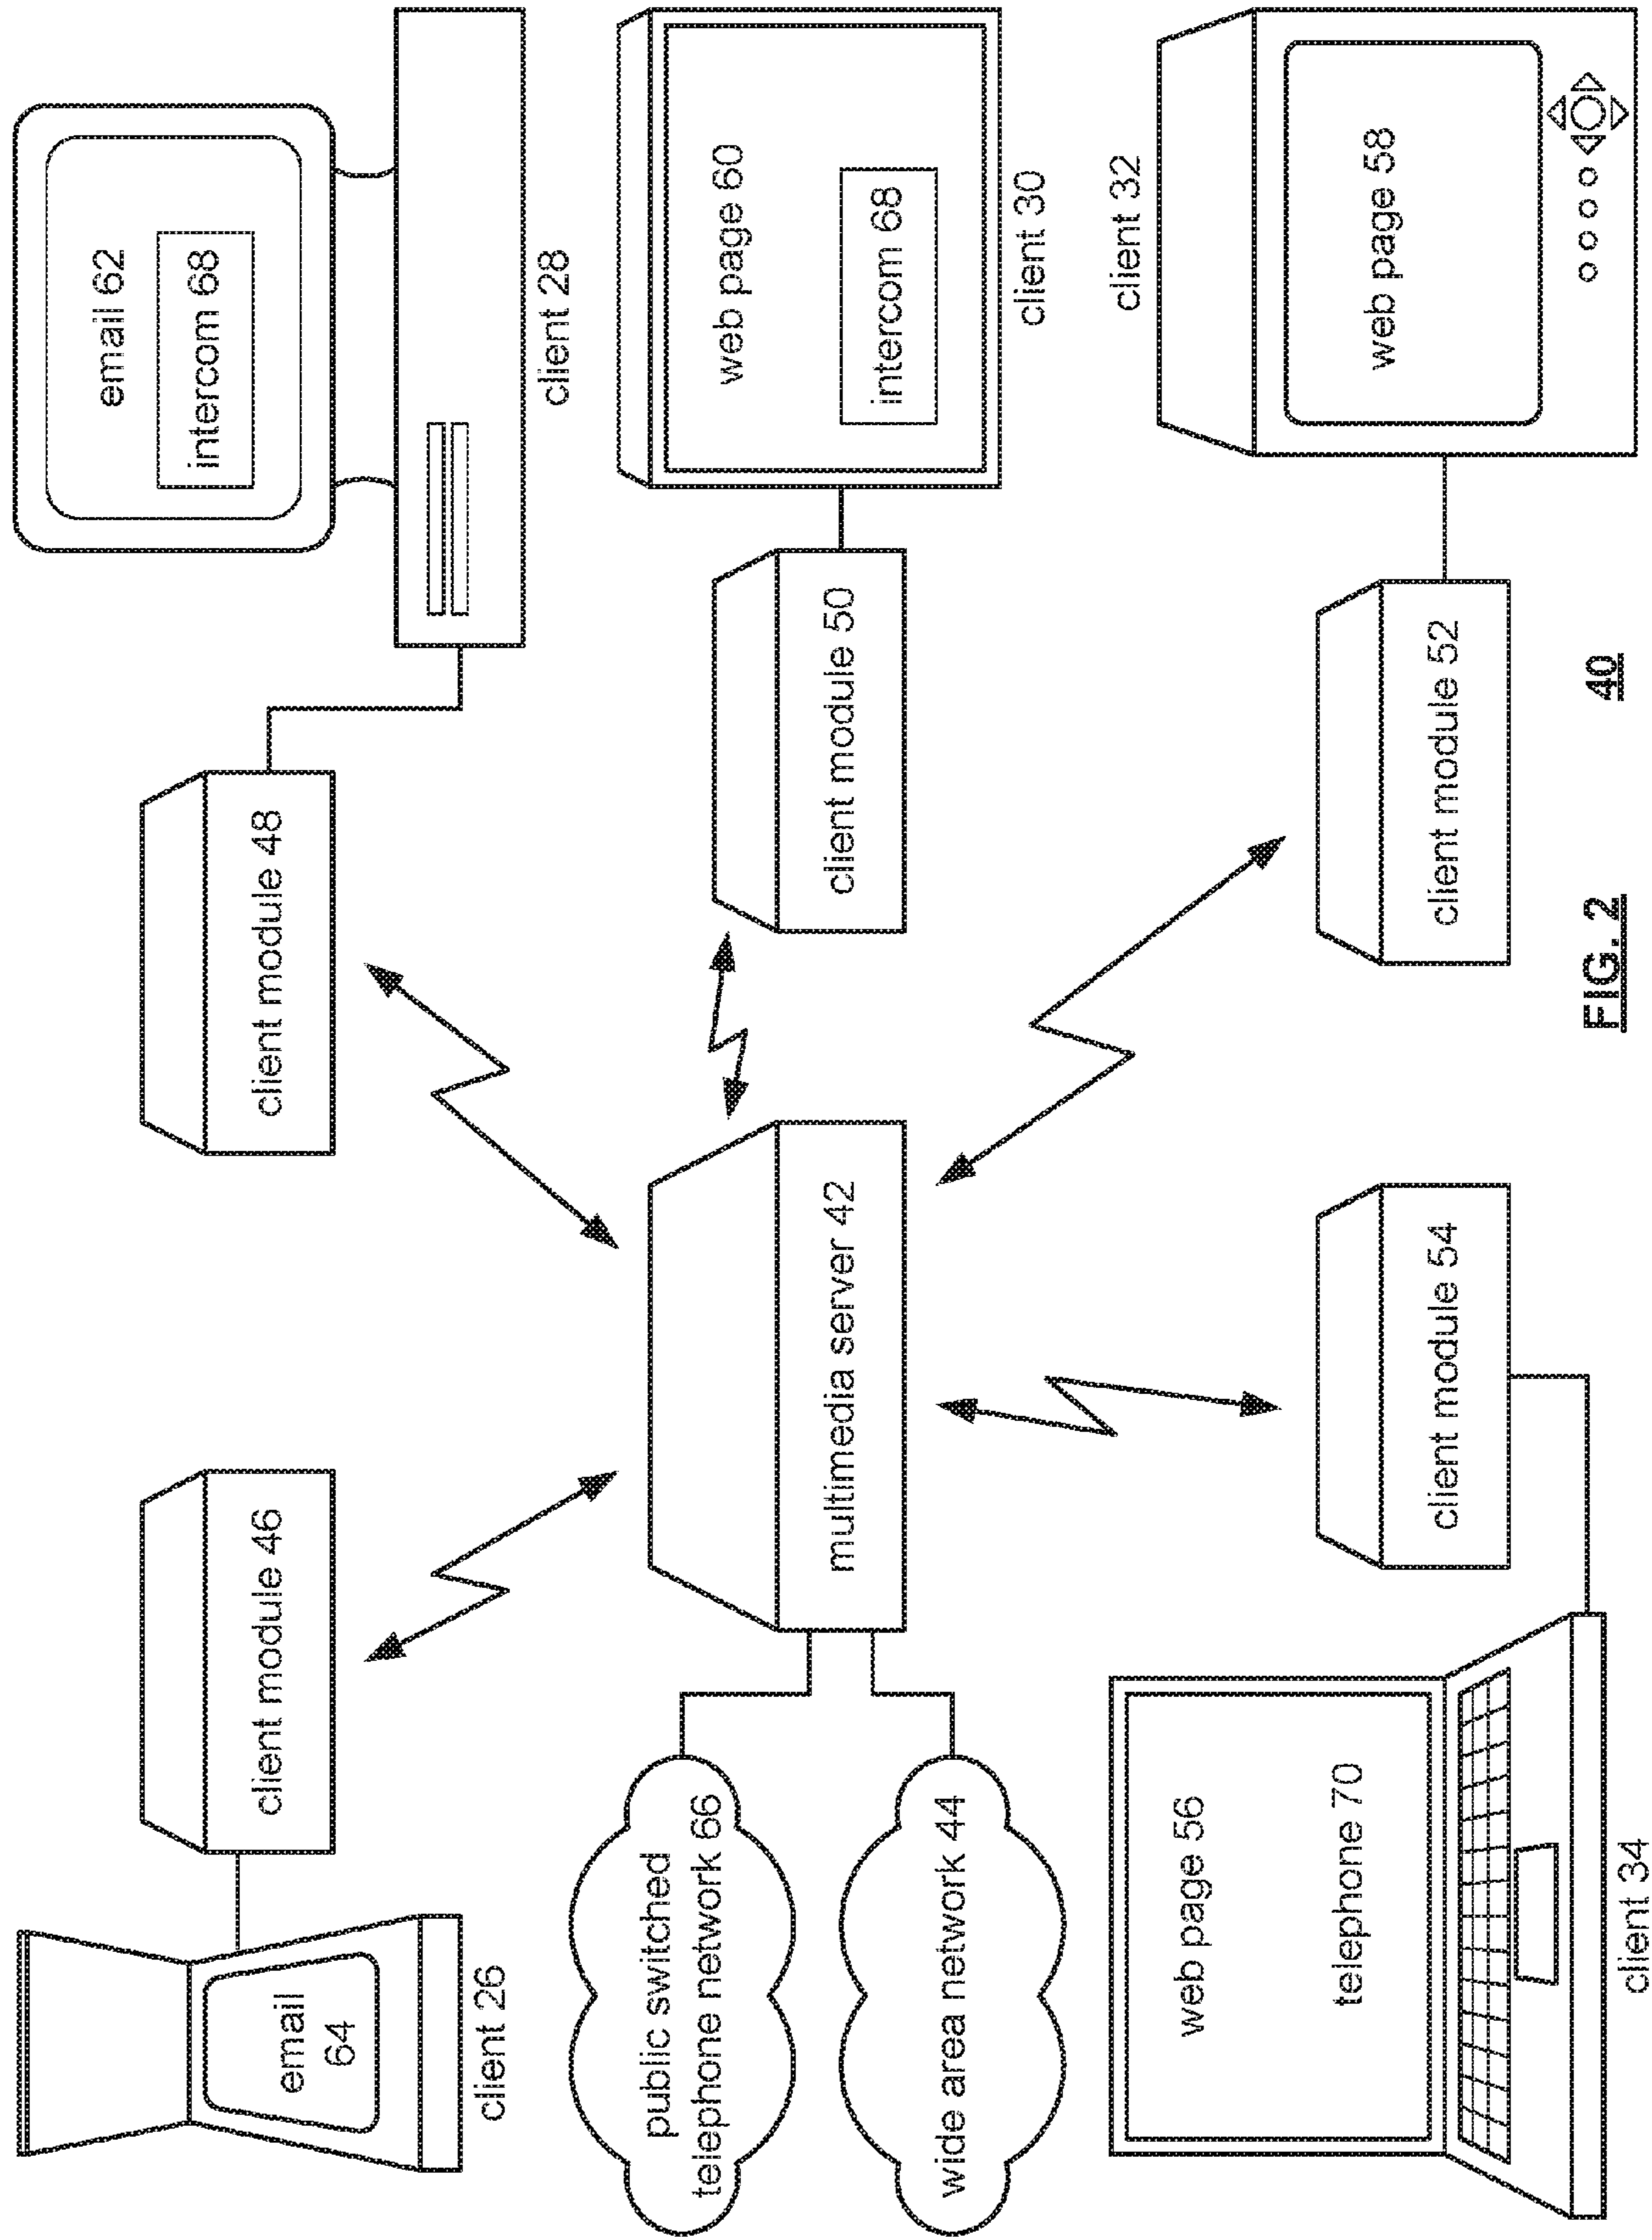 client module 46
client module 48
email 62
intercom 68
email
64
client 26
client 28
public switched
telephone network 66
multimedia server 42
client module 50
web page 60
intercom 68
wide area network 44
client 30
client 32
web page 56
telephone 70
client module 54
client module 52
web page 58
client 34
FIG. 2
40